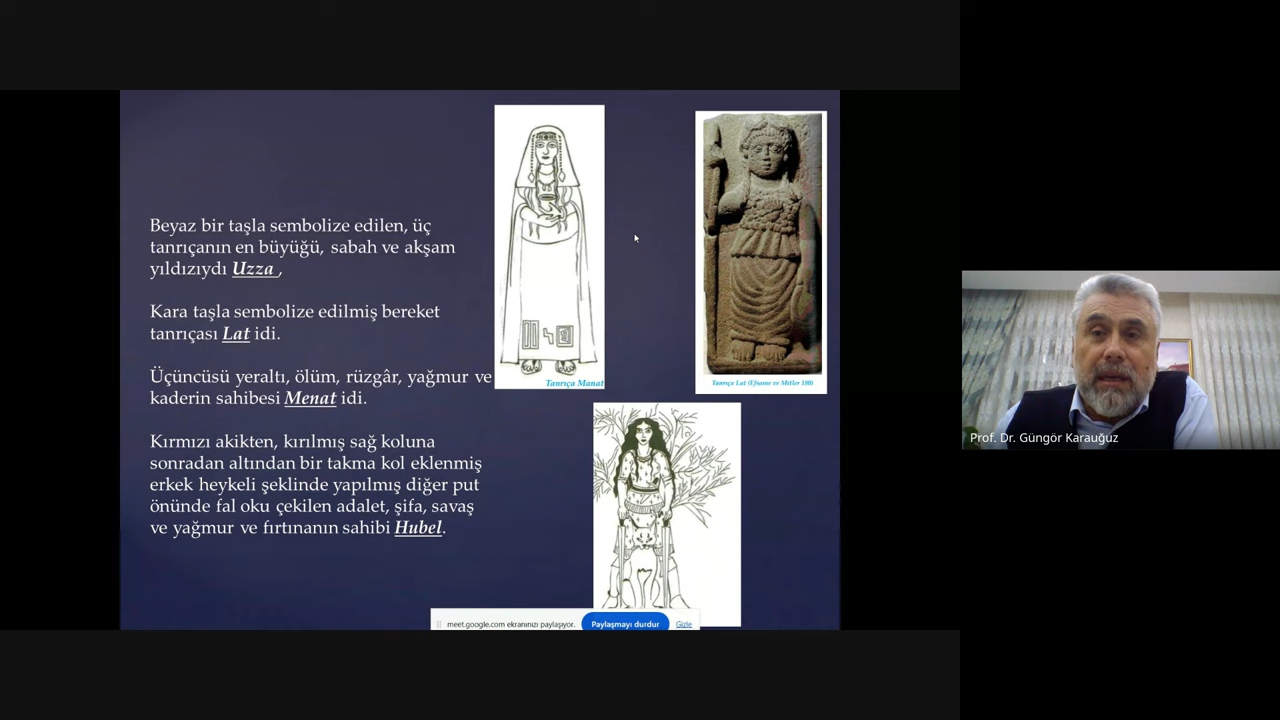 Beyaz bir taşla sembolize edilen, üç
tanrıçanın en büyüğü, sabah ve akşam
yıldızıydı Uzza ,
Kara taşla sembolize edilmiş bereket
tanrıçası Lat idi.
Üçüncüsü yeraltı, ölüm, rüzgâr, yağmur ve
kaderin sahibesi Menat idi.
Kırmızı akikten, kırılmış sağ koluna
sonradan altından bir takma kol eklenmiş
erkek heykeli şeklinde yapılmış diğer put
önünde fal oku çekilen adalet, şifa, savaş
ve yağmur ve fırtınanın sahibi Hubel.
Tanrıça Manat
Tanrıça Lat (Efsane ve Mitler 198)
meet.google.com ekranınızı paylaşıyor. Paylaşmayı durdur Gizle
Prof. Dr. Güngör Karauğuz